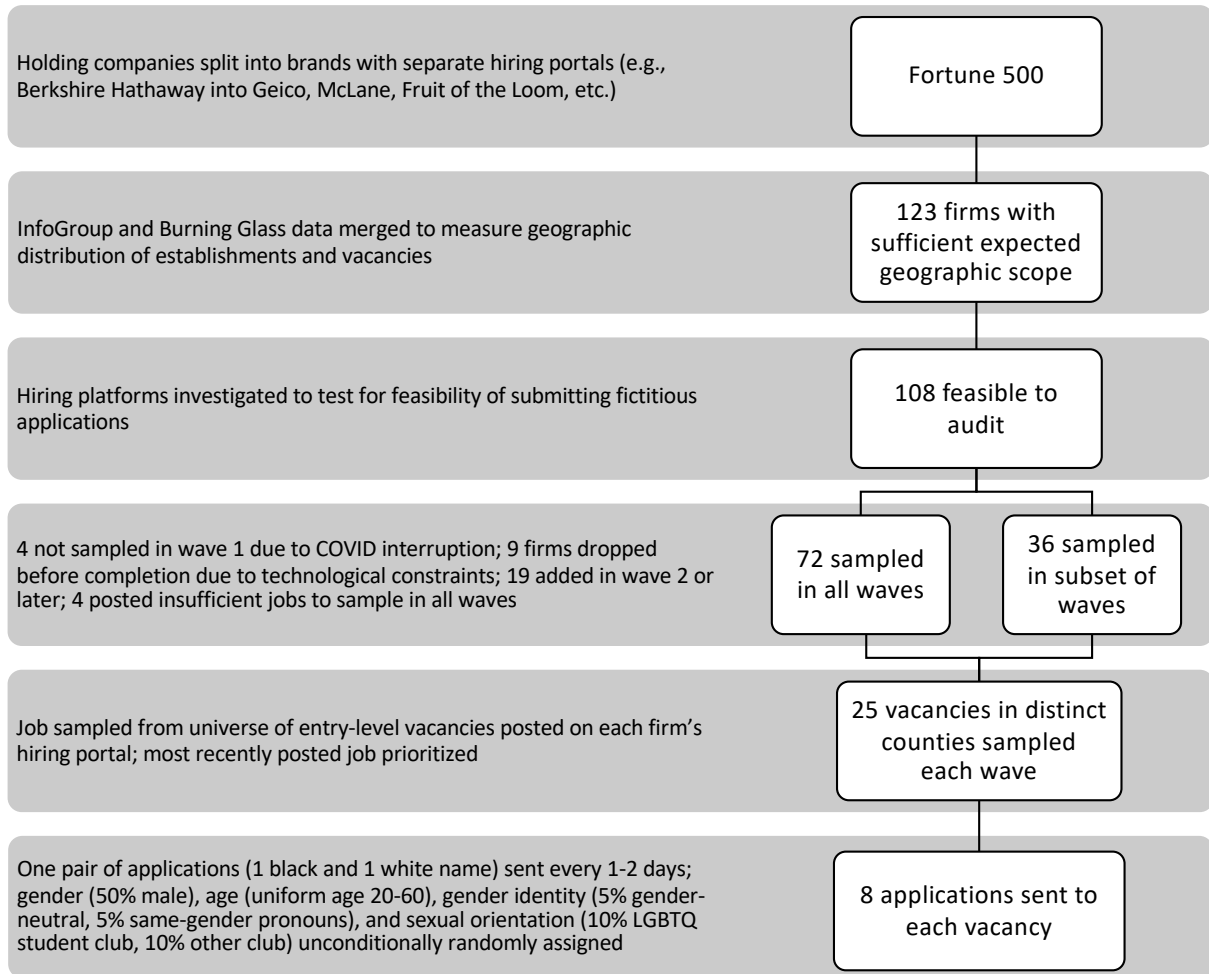 Holding companies split into brands with separate hiring portals (e.g.,
Berkshire Hathaway into Geico, McLane, Fruit of the Loom, etc.)
Fortune 500
InfoGroup and Burning Glass data merged to measure geographic
distribution of establishments and vacancies
123 firms with
sufficient expected
geographic scope
Hiring platforms investigated to test for feasibility of submitting fictitious
applications
108 feasible to
audit
4 not sampled in wave 1 due to COVID interruption; 9 firms dropped
before completion due to technological constraints; 19 added in wave 2 or
later; 4 posted insufficient jobs to sample in all waves
72 sampled
in all waves
36 sampled
in subset of
waves
Job sampled from universe of entry-level vacancies posted on each firm’s
hiring portal; most recently posted job prioritized
25 vacancies in distinct
counties sampled
each wave
One pair of applications (1 black and 1 white name) sent every 1-2 days;
gender (50% male), age (uniform age 20-60), gender identity (5% gender-
neutral, 5% same-gender pronouns), and sexual orientation (10% LGBTQ
student club, 10% other club) unconditionally randomly assigned
8 applications sent to
each vacancy